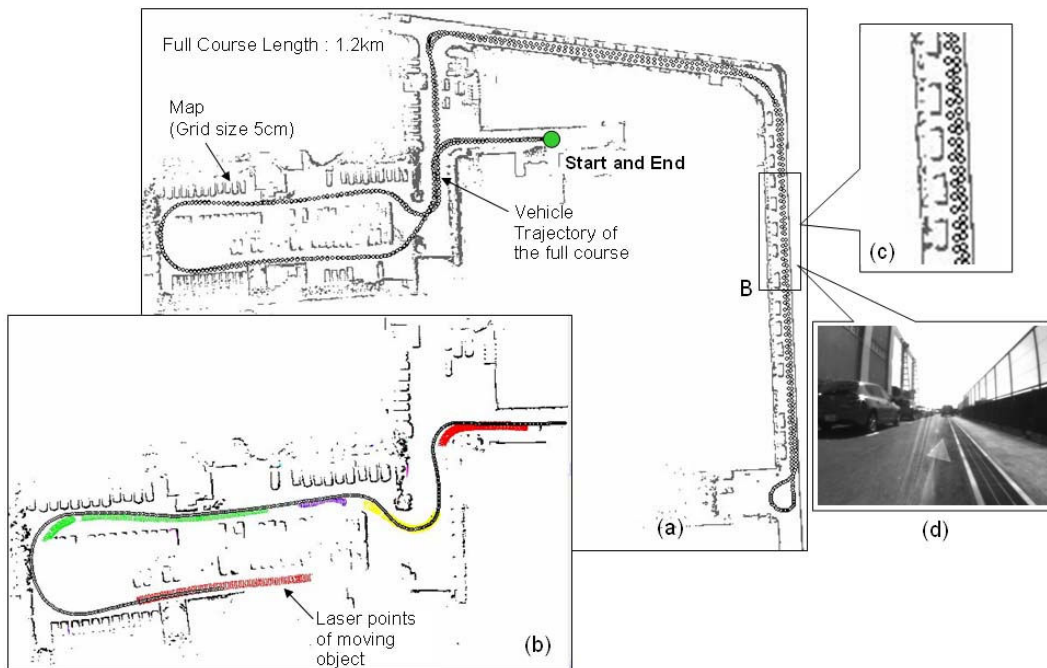 Full Course Length : 1.2km
Map
(Grid size 5cm)
Start and End
Vehicle
Trajectory of
the full course
(c)
B
(a)
(d)
Laser points
of moving
object
(b)